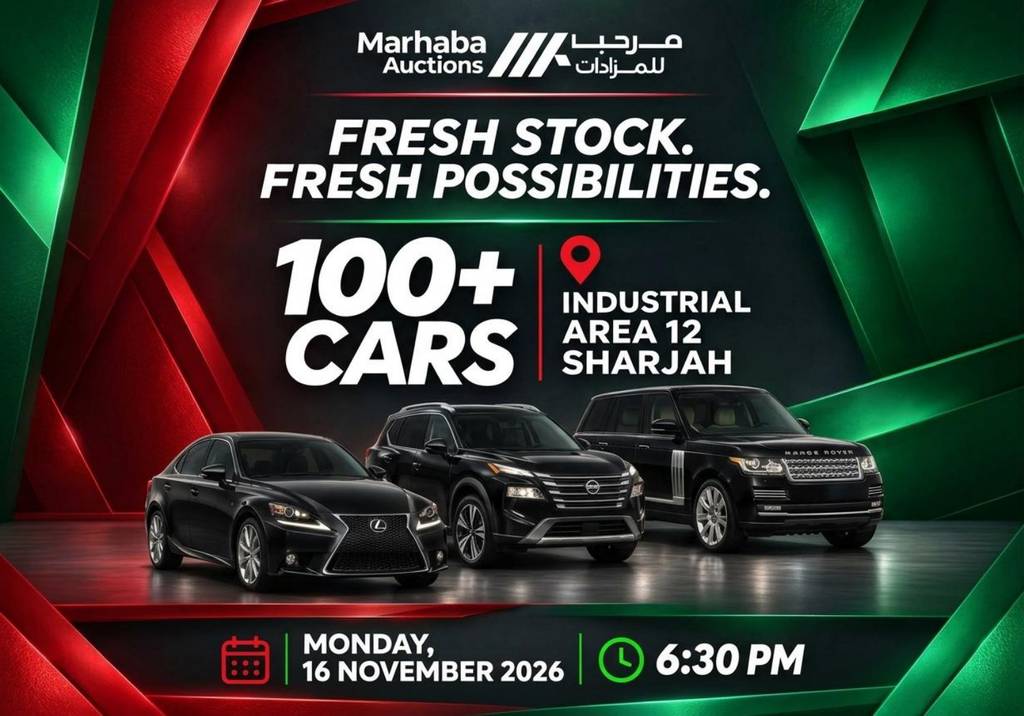 Marhaba
Auctions
مرحبا
للمزادات
FRESH STOCK.
FRESH POSSIBILITIES.
100+
CARS
INDUSTRIAL
AREA 12
SHARJAH
RANGE ROVER
MONDAY,
16 NOVEMBER 2026
6:30 PM